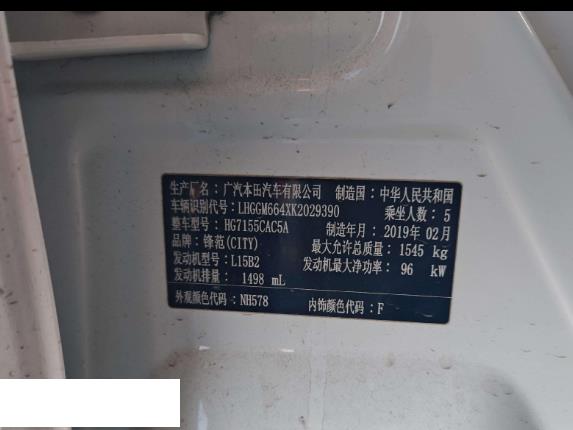 生产厂名：广汽本田汽车有限公司 制造国：中华人民共和国
车辆识别代号：LHGGM664XK2029390 乘坐人数：5
整车型号：HG7155CAC5A 制造年月：2019年 02月
品牌：锋范(CITY) 最大允许总质量：1545 kg
发动机型号：L15B2 发动机最大净功率：96 kW
发动机排量：1498 mL
外观颜色代码：NH578 内饰颜色代码：F